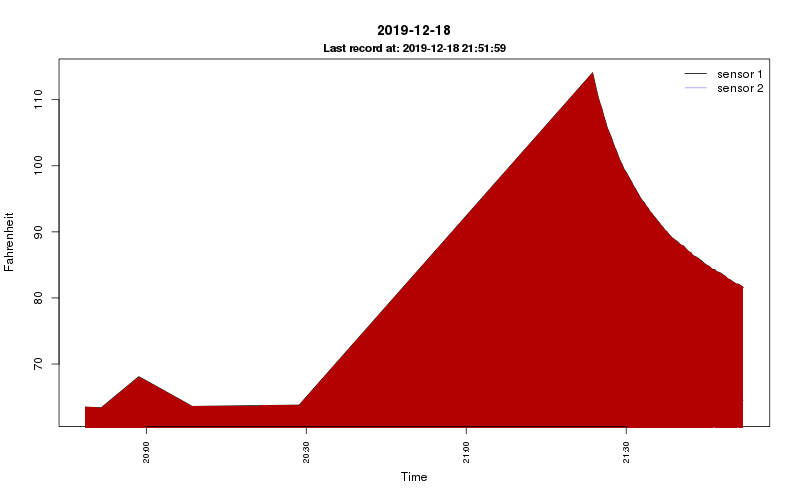 2019-12-18
Last record at: 2019-12-18 21:51:59
sensor 1
sensor 2
110
100
90
80
70
Fahrenheit
20:00
20:30
21:00
21:30
Time